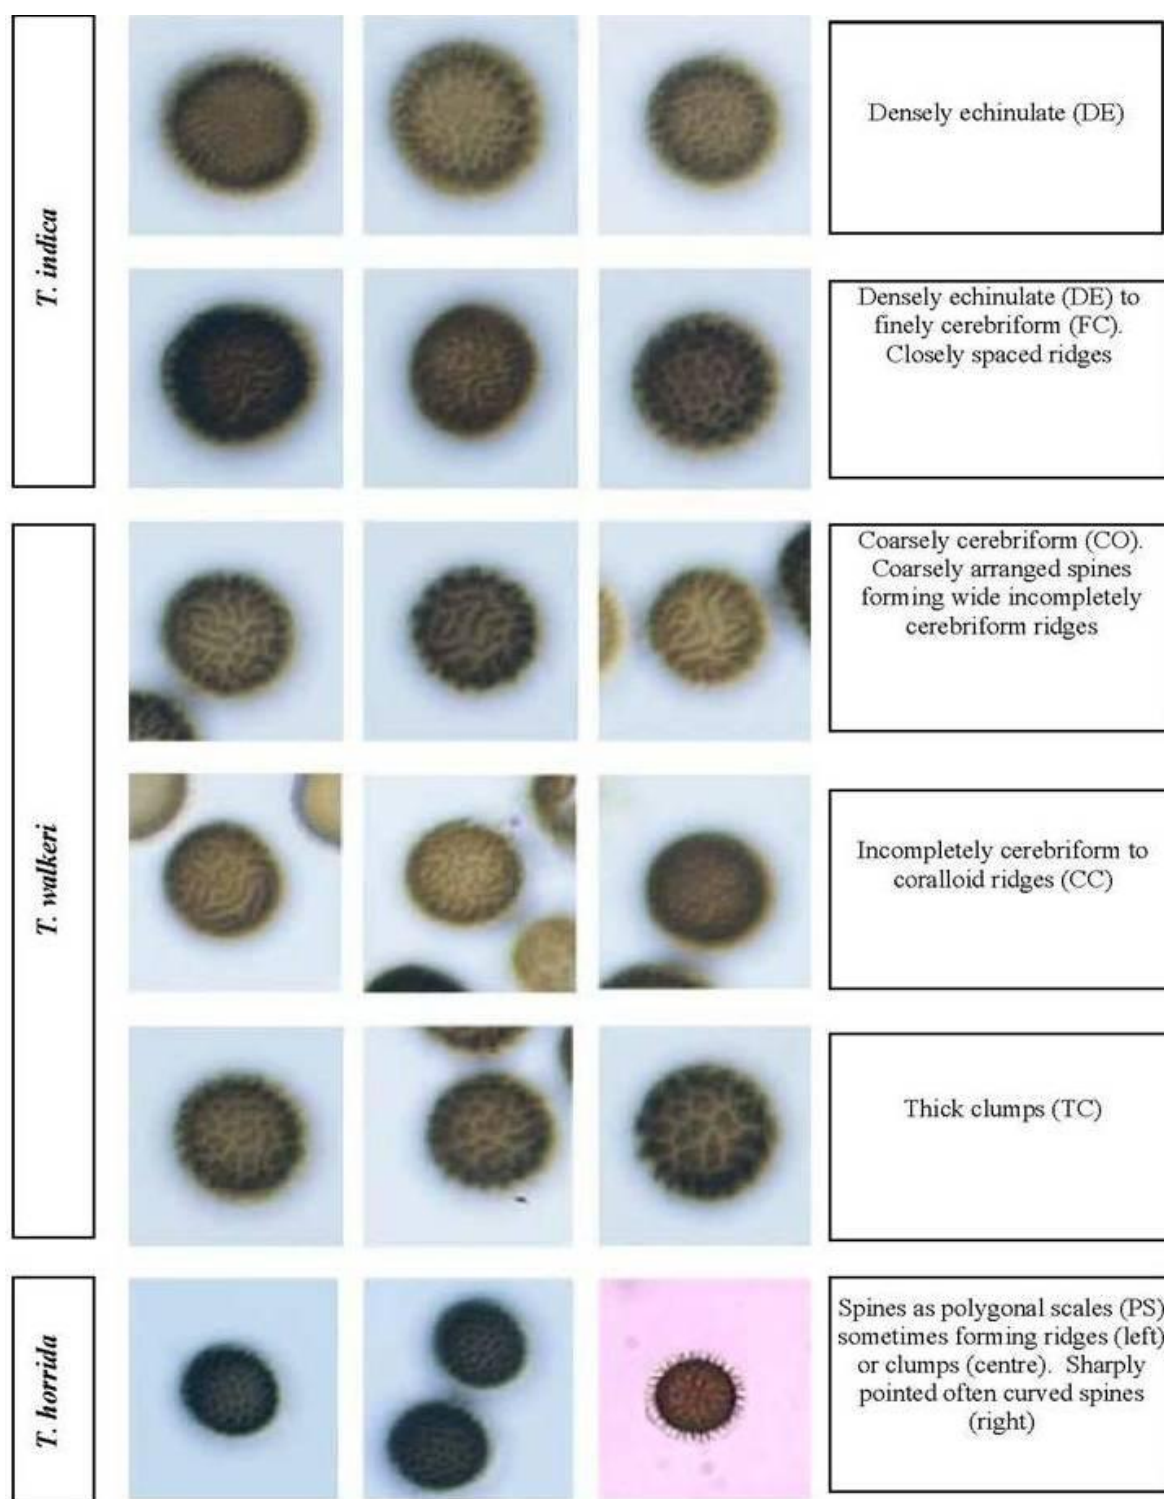 T. indica
Densely echinulate (DE)
Densely echinulate (DE) to
finely cerebriform (FC).
Closely spaced ridges
T. walkeri
Coarsely cerebriform (CO).
Coarsely arranged spines
forming wide incompletely
cerebriform ridges
Incompletely cerebriform to
coralloid ridges (CC)
Thick clumps (TC)
T. horrida
Spines as polygonal scales (PS)
sometimes forming ridges (left)
or clumps (centre). Sharply
pointed often curved spines
(right)